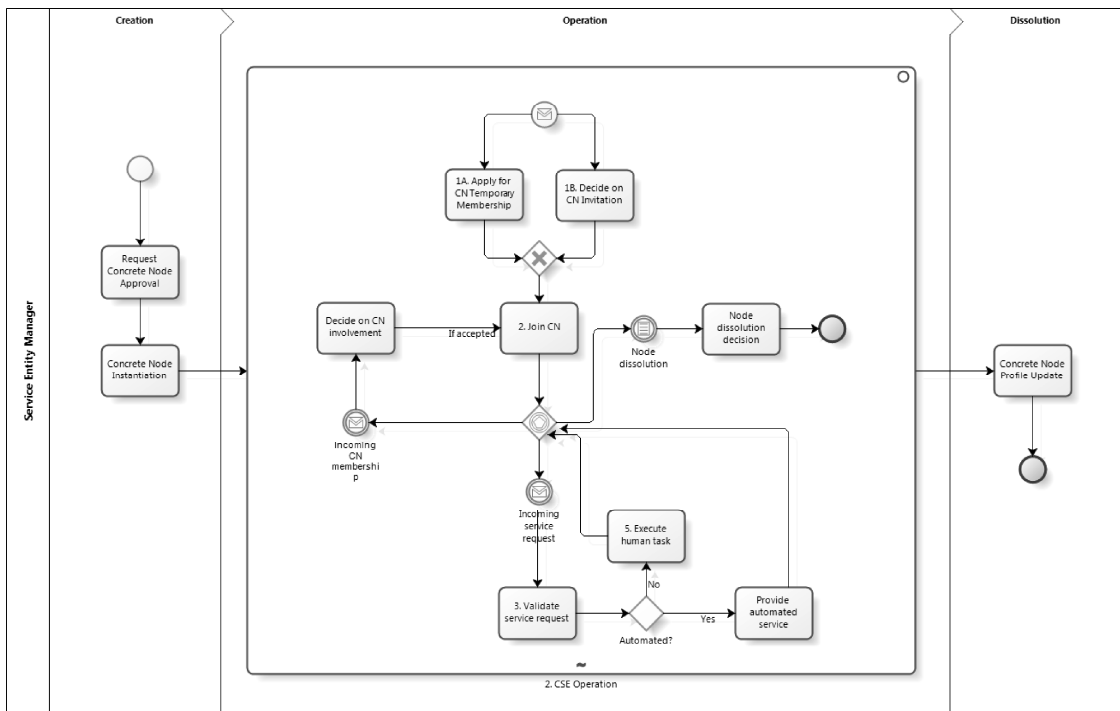 Creation
Operation
Dissolution
Service Entity Manager
1A. Apply for
CN Temporary
Membership
1B. Decide on
CN Invitation
Request
Concrete Node
Approval
Concrete Node
Instantiation
Decide on CN
involvement
If accepted
2. Join CN
Node
dissolution
Node
dissolution
decision
Concrete Node
Profile Update
Incoming
CN
membershi
p
Incoming
service
request
5. Execute
human task
No
3. Validate
service request
Automated?
Yes
Provide
automated
service
2. CSE Operation